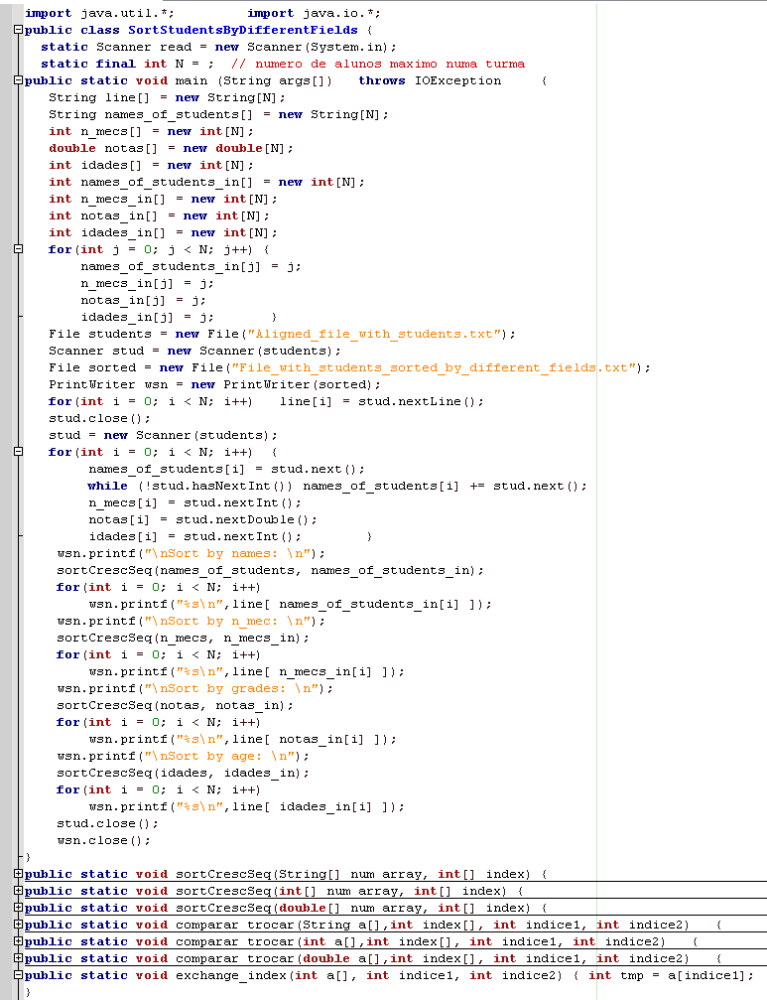 import java.util.*;         import java.io.*;
public class SortStudentsByDifferentFields {
  static Scanner read = new Scanner(System.in);
  static final int N = ;  // numero de alunos maximo numa turma
public static void main (String args[])   throws IOException     {
   String line[] = new String[N];
   String names_of_students[] = new String[N];
   int n_mecs[] = new int[N];
   double notas[] = new double[N];
   int idades[] = new int[N];
   int names_of_students_in[] = new int[N];
   int n_mecs_in[] = new int[N];
   int notas_in[] = new int[N];
   int idades_in[] = new int[N];
   for(int j = 0; j < N; j++) {
       names_of_students_in[j] = j;
       n_mecs_in[j] = j;
       notas_in[j] = j;
       idades_in[j] = j;       }
   File students = new File("Aligned_file_with_students.txt");
   Scanner stud = new Scanner(students);
   File sorted = new File("File_with_students_sorted_by_different_fields.txt");
   PrintWriter wsn = new PrintWriter(sorted);
   for(int i = 0; i < N; i++)   line[i] = stud.nextLine();
   stud.close();
   stud = new Scanner(students);
   for(int i = 0; i < N; i++)  {
        names_of_students[i] = stud.next();
        while (!stud.hasNextInt()) names_of_students[i] += stud.next();
        n_mecs[i] = stud.nextInt();
        notas[i] = stud.nextDouble();
        idades[i] = stud.nextInt();        }
    wsn.printf("\nSort by names: \n");
    sortCrescSeq(names_of_students, names_of_students_in);
    for(int i = 0; i < N; i++)
        wsn.printf("%s\n",line[ names_of_students_in[i] ]);
    wsn.printf("\nSort by n_mec: \n");
    sortCrescSeq(n_mecs, n_mecs_in);
    for(int i = 0; i < N; i++)
        wsn.printf("%s\n",line[ n_mecs_in[i] ]);
    wsn.printf("\nSort by grades: \n");
    sortCrescSeq(notas, notas_in);
    for(int i = 0; i < N; i++)
        wsn.printf("%s\n",line[ notas_in[i] ]);
    wsn.printf("\nSort by age: \n");
    sortCrescSeq(idades, idades_in);
    for(int i = 0; i < N; i++)
        wsn.printf("%s\n",line[ idades_in[i] ]);
    stud.close();
    wsn.close();
}
public static void sortCrescSeq(String[] num array, int[] index) {
public static void sortCrescSeq(int[] num array, int[] index) {
public static void sortCrescSeq(double[] num array, int[] index) {
public static void comparar trocar(String a[],int index[], int indice1, int indice2)   {
public static void comparar trocar(int a[],int index[], int indice1, int indice2)   {
public static void comparar trocar(double a[],int index[], int indice1, int indice2)   {
public static void exchange_index(int a[], int indice1, int indice2) { int tmp = a[indice1];
}